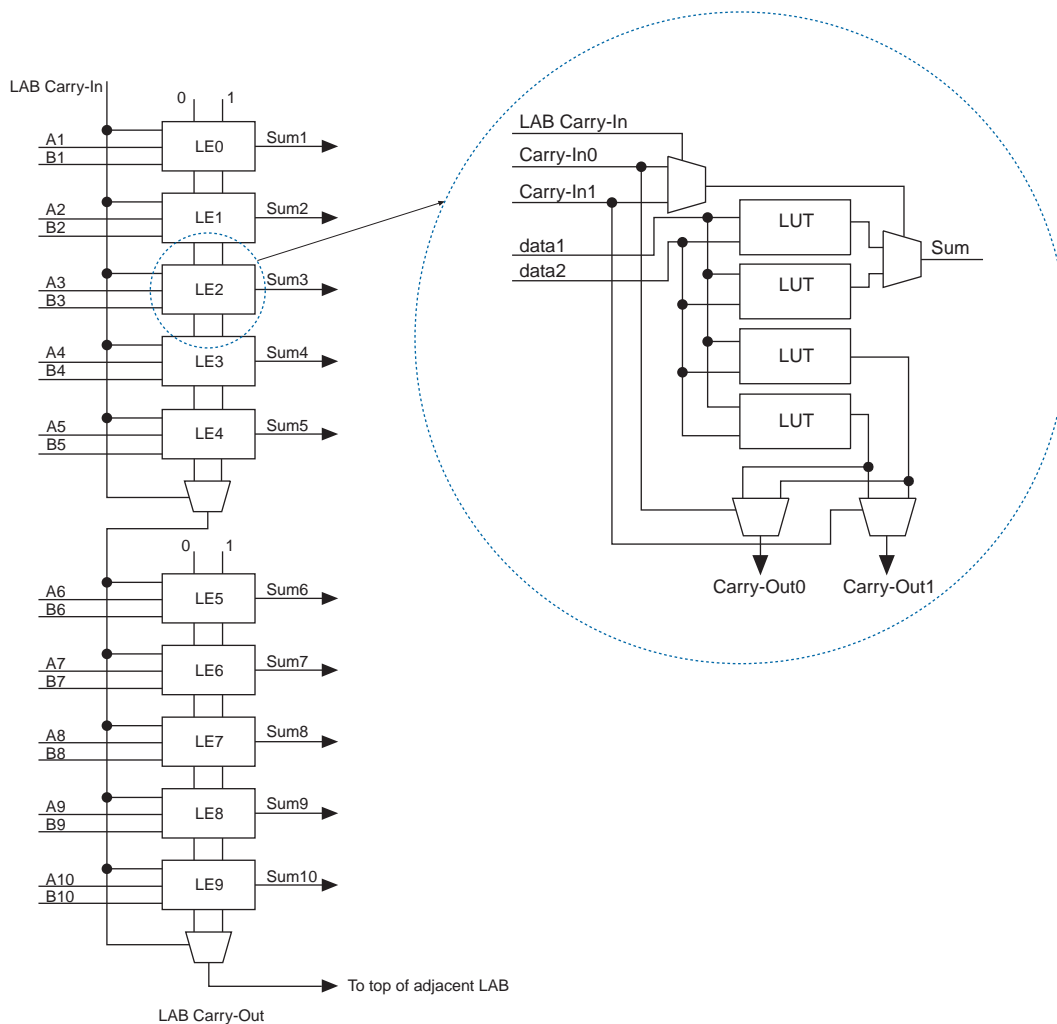 LAB Carry-In
0 1
A1
B1
LE0
Sum1
A2
B2
LE1
Sum2
A3
B3
LE2
Sum3
A4
B4
LE3
Sum4
A5
B5
LE4
Sum5
0 1
A6
B6
LE5
Sum6
A7
B7
LE6
Sum7
A8
B8
LE7
Sum8
A9
B9
LE8
Sum9
A10
B10
LE9
Sum10
To top of adjacent LAB
LAB Carry-Out
LAB Carry-In
Carry-In0
Carry-In1
data1
data2
LUT
LUT
LUT
LUT
Sum
Carry-Out0
Carry-Out1